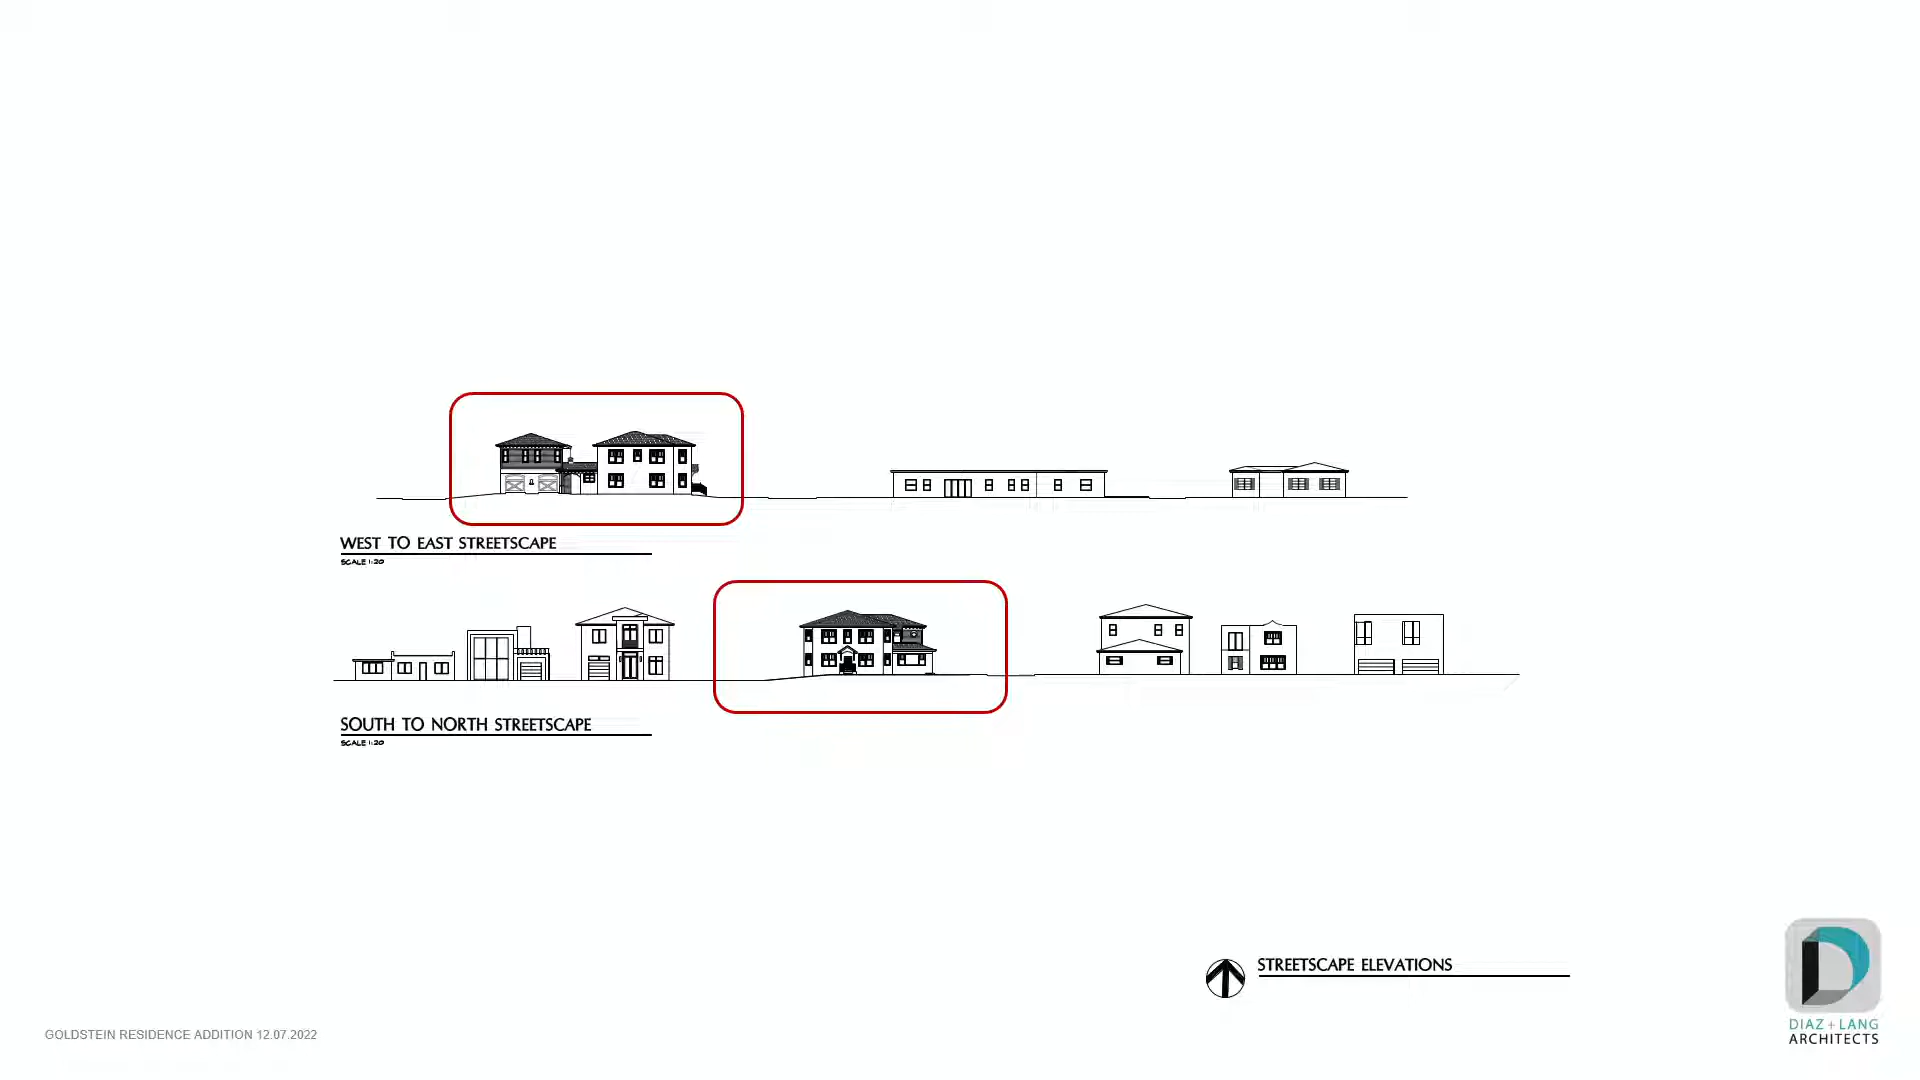 WEST TO EAST STREETSCAPE
SCALE 1:20
SOUTH TO NORTH STREETSCAPE
SCALE 1:20
STREETSCAPE ELEVATIONS
GOLDSTEIN RESIDENCE ADDITION 12.07.2022
DIAZ + LANG
ARCHITECTS